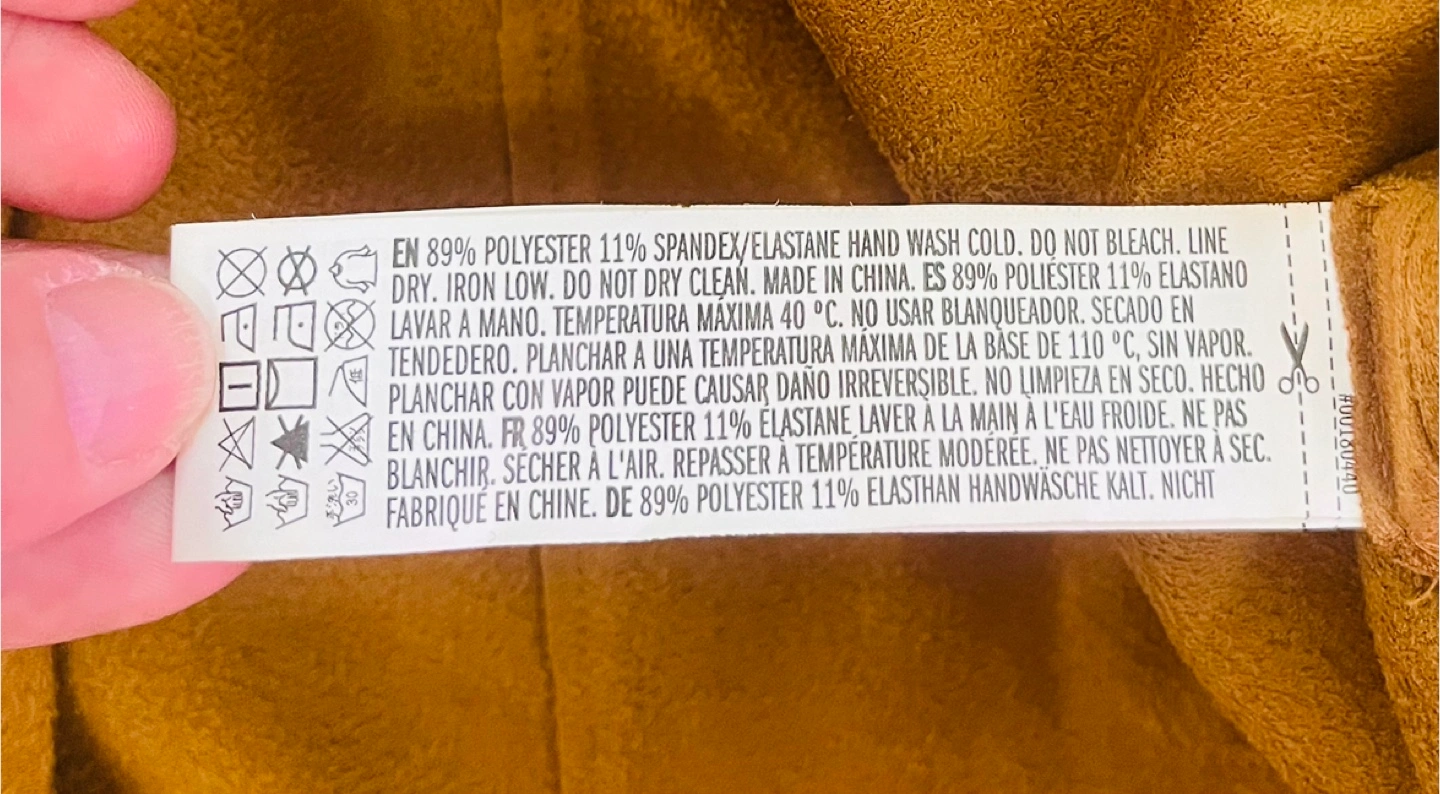 EN 89% POLYESTER 11% SPANDEX/ELASTANE HAND WASH COLD. DO NOT BLEACH. LINE
DRY. IRON LOW. DO NOT DRY CLEAN. MADE IN CHINA. ES 89% POLIÉSTER 11% ELASTANO
LAVAR A MANO. TEMPERATURA MÁXIMA 40 ºC. NO USAR BLANQUEADOR. SECADO EN
TENDEDERO. PLANCHAR A UNA TEMPERATURA MÁXIMA DE LA BASE DE 110 ºC, SIN VAPOR.
PLANCHAR CON VAPOR PUEDE CAUSAR DAÑO IRREVERSIBLE. NO LIMPIEZA EN SECO. HECHO
EN CHINA. FR 89% POLYESTER 11% ÉLASTANE LAVER À LA MAIN À L'EAU FROIDE. NE PAS
BLANCHIR. SÉCHER À L'AIR. REPASSER À TEMPÉRATURE MODÉRÉE. NE PAS NETTOYER À SEC.
FABRIQUÉ EN CHINE. DE 89% POLYESTER 11% ELASTHAN HANDWÄSCHE KALT. NICHT
低
30